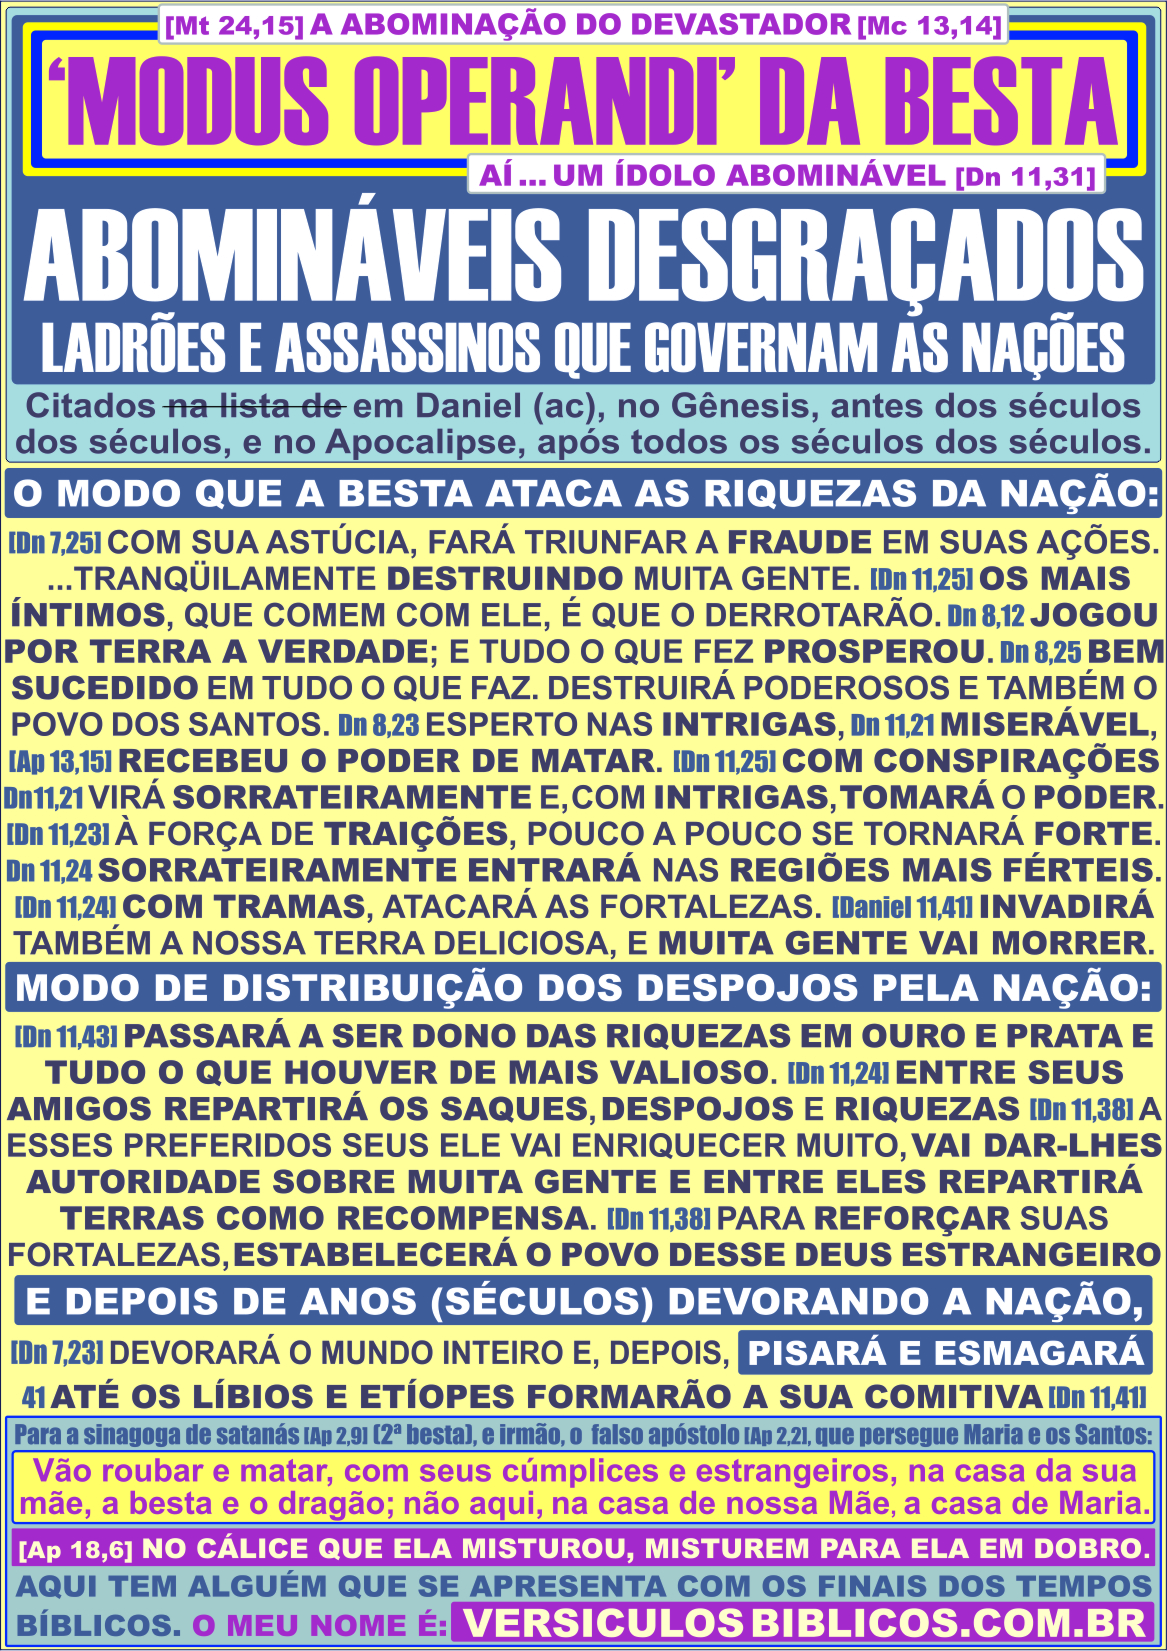 [Mt 24,15] A ABOMINAÇÃO DO DEVASTADOR [Mc 13,14]
‘MODUS OPERANDI’ DA BESTA
AÍ ... UM ÍDOLO ABOMINÁVEL [Dn 11,31]
ABOMINÁVEIS DESGRAÇADOS
LADRÕES E ASSASSINOS QUE GOVERNAM AS NAÇÕES
Citados na lista de em Daniel (ac), no Gênesis, antes dos séculos
dos séculos, e no Apocalipse, após todos os séculos dos séculos.
O MODO QUE A BESTA ATACA AS RIQUEZAS DA NAÇÃO:
[Dn 7,25] COM SUA ASTÚCIA, FARÁ TRIUNFAR A FRAUDE EM SUAS AÇÕES.
...TRANQÜILAMENTE DESTRUINDO MUITA GENTE. [Dn 11,25] OS MAIS
ÍNTIMOS, QUE COMEM COM ELE, É QUE O DERROTARÃO. Dn 8,12 JOGOU
POR TERRA A VERDADE; E TUDO O QUE FEZ PROSPEROU. Dn 8,25 BEM
SUCEDIDO EM TUDO O QUE FAZ. DESTRUIRÁ PODEROSOS E TAMBÉM O
POVO DOS SANTOS. Dn 8,23 ESPERTO NAS INTRIGAS, Dn 11,21 MISERÁVEL,
[Ap 13,15] RECEBEU O PODER DE MATAR. [Dn 11,25] COM CONSPIRAÇÕES
Dn11,21 VIRÁ SORRATEIRAMENTE E, COM INTRIGAS, TOMARÁ O PODER.
[Dn 11,23] À FORÇA DE TRAIÇÕES, POUCO A POUCO SE TORNARÁ FORTE.
Dn 11,24 SORRATEIRAMENTE ENTRARÁ NAS REGIÕES MAIS FÉRTEIS.
[Dn 11,24] COM TRAMAS, ATACARÁ AS FORTALEZAS. [Daniel 11,41] INVADIRÁ
TAMBÉM A NOSSA TERRA DELICIOSA, E MUITA GENTE VAI MORRER.
MODO DE DISTRIBUIÇÃO DOS DESPOJOS PELA NAÇÃO:
[Dn 11,43] PASSARÁ A SER DONO DAS RIQUEZAS EM OURO E PRATA E
TUDO O QUE HOUVER DE MAIS VALIOSO. [Dn 11,24] ENTRE SEUS
AMIGOS REPARTIRÁ OS SAQUES, DESPOJOS E RIQUEZAS [Dn 11,38] A
ESSES PREFERIDOS SEUS ELE VAI ENRIQUECER MUITO, VAI DAR-LHES
AUTORIDADE SOBRE MUITA GENTE E ENTRE ELES REPARTIRÁ
TERRAS COMO RECOMPENSA. [Dn 11,38] PARA REFORÇAR SUAS
FORTALEZAS, ESTABELECERÁ O POVO DESSE DEUS ESTRANGEIRO
E DEPOIS DE ANOS (SÉCULOS) DEVORANDO A NAÇÃO,
[Dn 7,23] DEVORARÁ O MUNDO INTEIRO E, DEPOIS, PISARÁ E ESMAGARÁ
41 ATÉ OS LÍBIOS E ETÍOPES FORMARÃO A SUA COMITIVA [Dn 11,41]
Para a sinagoga de satanás [Ap 2,9] (2ª besta), e irmão, o falso apóstolo [Ap 2,2], que persegue Maria e os Santos:
Vão roubar e matar, com seus cúmplices e estrangeiros, na casa da sua
mãe, a besta e o dragão; não aqui, na casa de nossa Mãe, a casa de Maria.
[Ap 18,6] NO CÁLICE QUE ELA MISTUROU, MISTUREM PARA ELA EM DOBRO.
AQUI TEM ALGUÉM QUE SE APRESENTA COM OS FINAIS DOS TEMPOS
BÍBLICOS. O MEU NOME É: VERSICULOSBIBLICOS.COM.BR